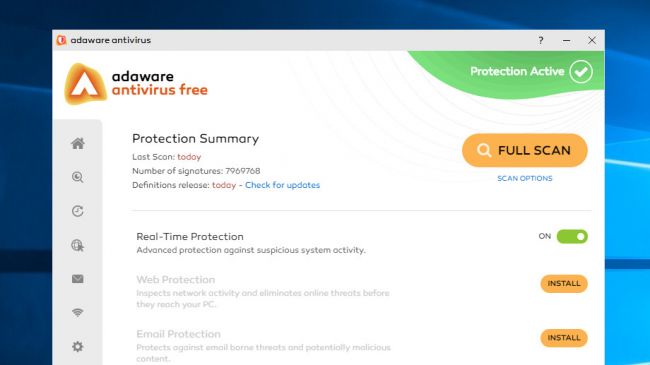 adaware antivirus
?
adaware
antivirus free
Protection Active
Protection Summary
Last Scan: today
Number of signatures: 7969768
Definitions release: today - Check for updates
FULL SCAN
SCAN OPTIONS
Real-Time Protection
Advanced protection against suspicious system activity.
ON
Web Protection
Inspects network activity and eliminates online threats before
they reach your PC.
INSTALL
Email Protection
Protects against email borne threats and potentially malicious
content.
INSTALL